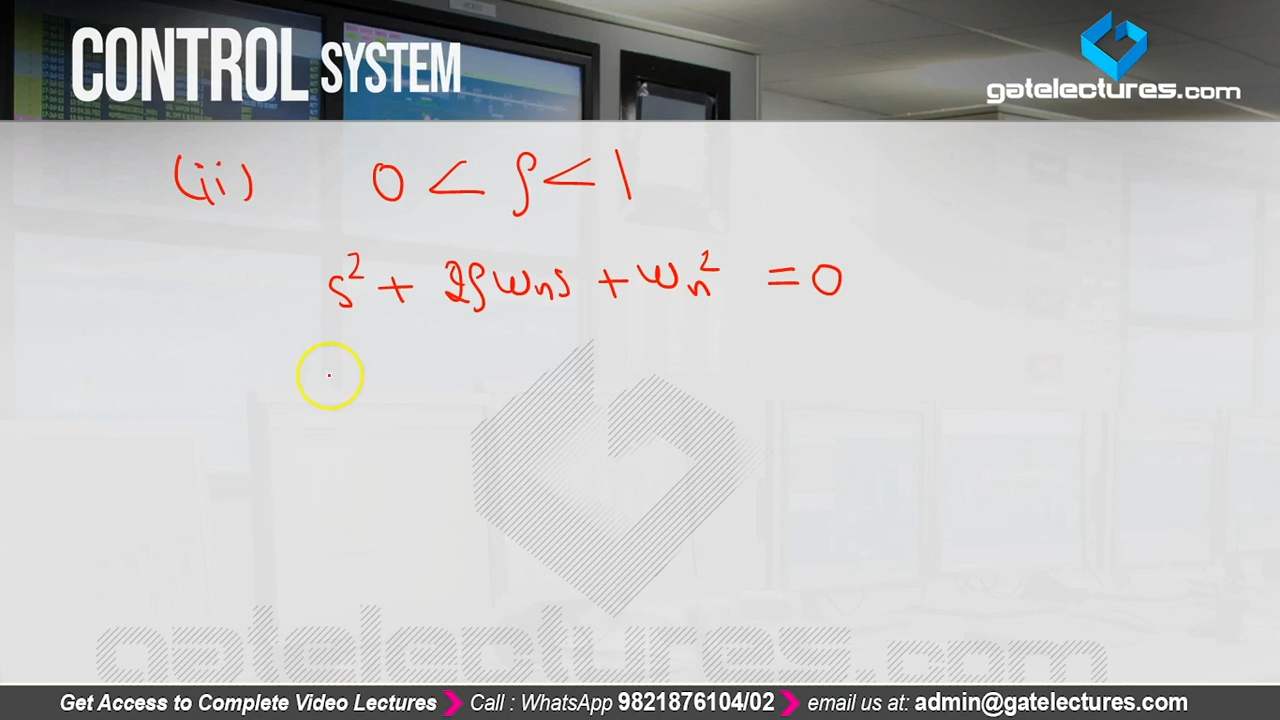 CONTROL SYSTEM
gatelectures.com
(ii) 0 < ξ < 1
s² + 2ξωₙs + ωₙ² = 0
gatelectures.com
Get Access to Complete Video Lectures Call : WhatsApp 9821876104/02 email us at: admin@gatelectures.com